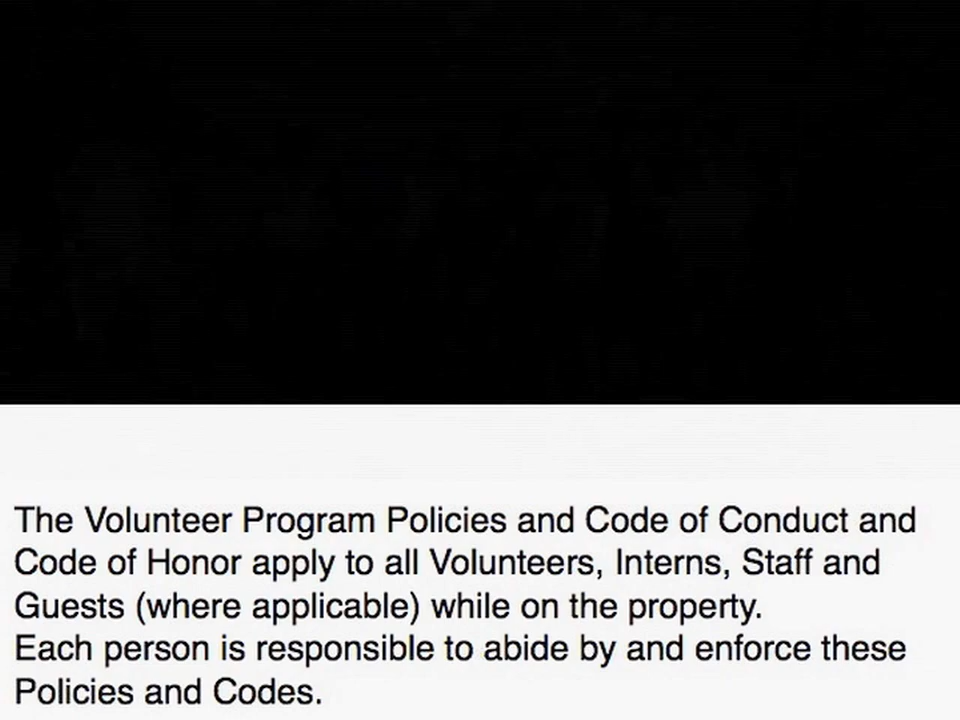 The Volunteer Program Policies and Code of Conduct and
Code of Honor apply to all Volunteers, Interns, Staff and
Guests (where applicable) while on the property.
Each person is responsible to abide by and enforce these
Policies and Codes.